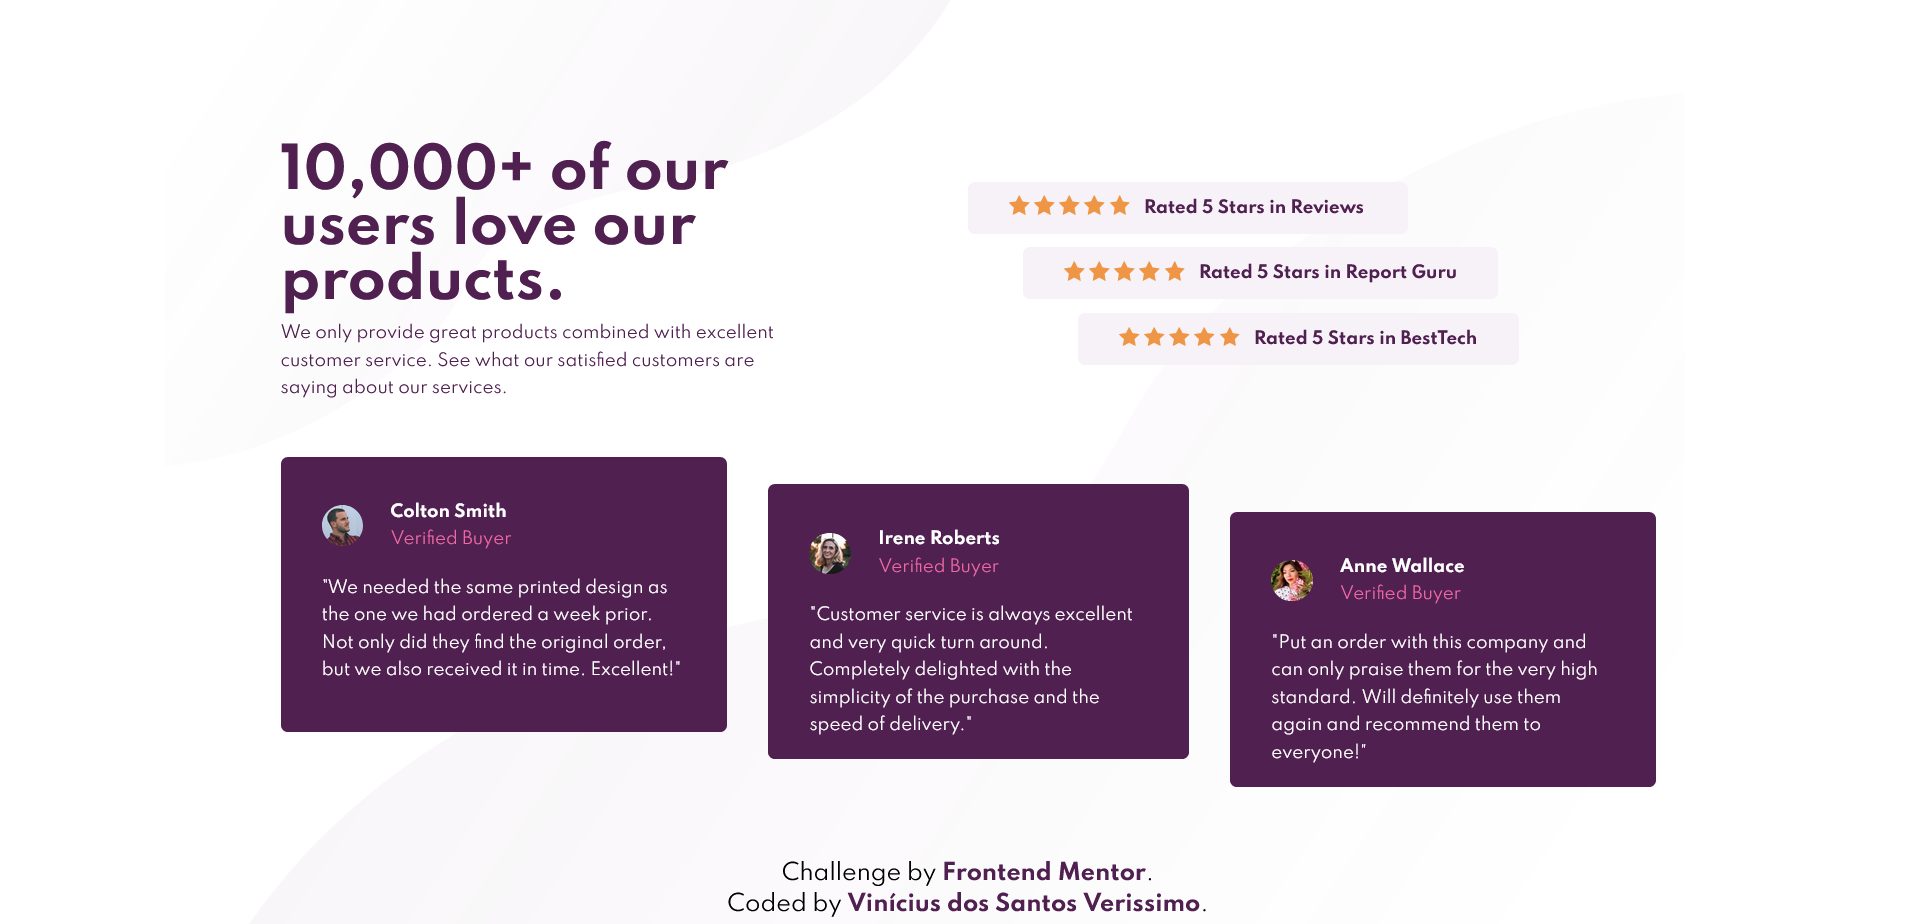 10,000+ of our
users love our
products.
We only provide great products combined with excellent
customer service. See what our satisfied customers are
saying about our services.
Rated 5 Stars in Reviews
Rated 5 Stars in Report Guru
Rated 5 Stars in BestTech
Colton Smith
Verified Buyer
"We needed the same printed design as
the one we had ordered a week prior.
Not only did they find the original order,
but we also received it in time. Excellent!"
Irene Roberts
Verified Buyer
"Customer service is always excellent
and very quick turn around.
Completely delighted with the
simplicity of the purchase and the
speed of delivery."
Anne Wallace
Verified Buyer
"Put an order with this company and
can only praise them for the very high
standard. Will definitely use them
again and recommend them to
everyone!"
Challenge by Frontend Mentor.
Coded by Vinícius dos Santos Verissimo.